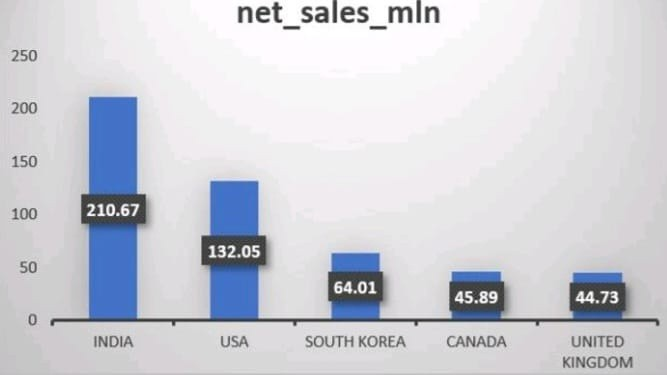 net_sales_mln
250
200
150
100
50
0
210.67
132.05
64.01
45.89
44.73
INDIA
USA
SOUTH KOREA
CANADA
UNITED
KINGDOM